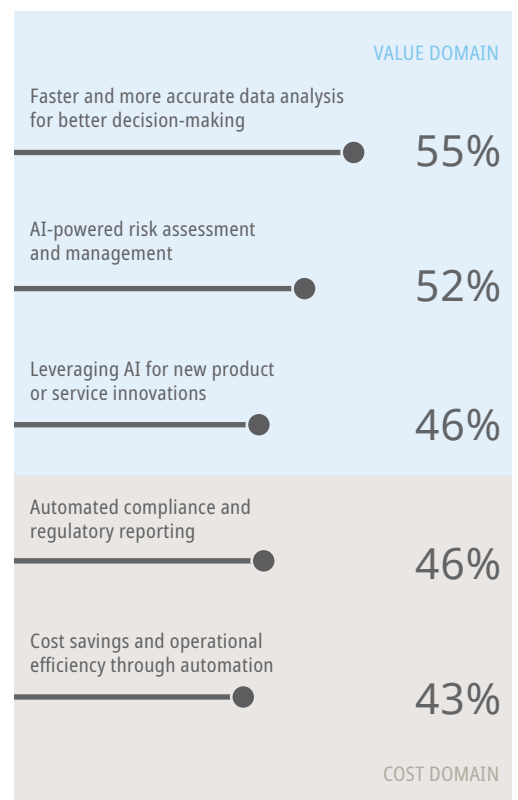 VALUE DOMAIN
Faster and more accurate data analysis
for better decision-making
55%
AI-powered risk assessment
and management
52%
Leveraging AI for new product
or service innovations
46%
Automated compliance and
regulatory reporting
46%
Cost savings and operational
efficiency through automation
43%
COST DOMAIN